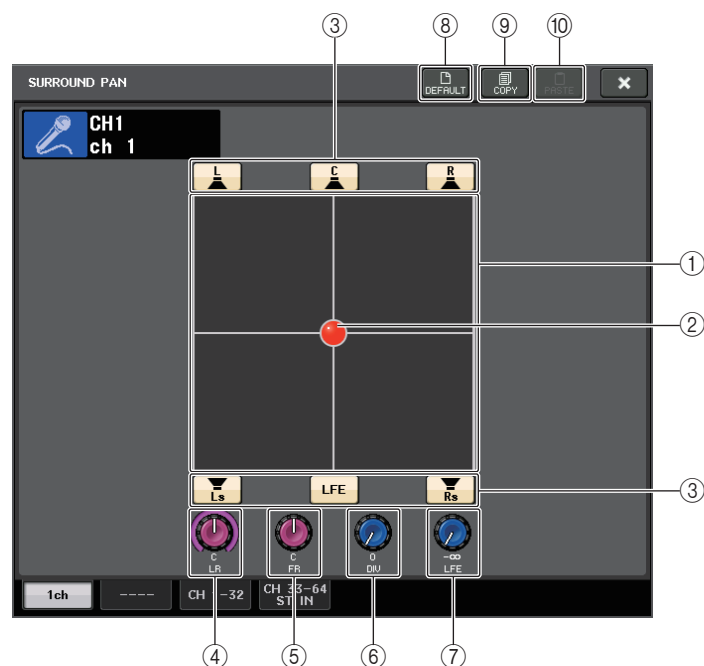 ③ ⑧ ⑨ ⑩
SURROUND PAN
DEFAULT
COPY
PASTE
CH1
ch 1
L
C
R
①
②
Ls
LFE
Rs
③
C
LR
C
FR
0
DIV
-∞
LFE
1ch
----
CH -32
CH 33-64
ST IN
④ ⑤ ⑥ ⑦